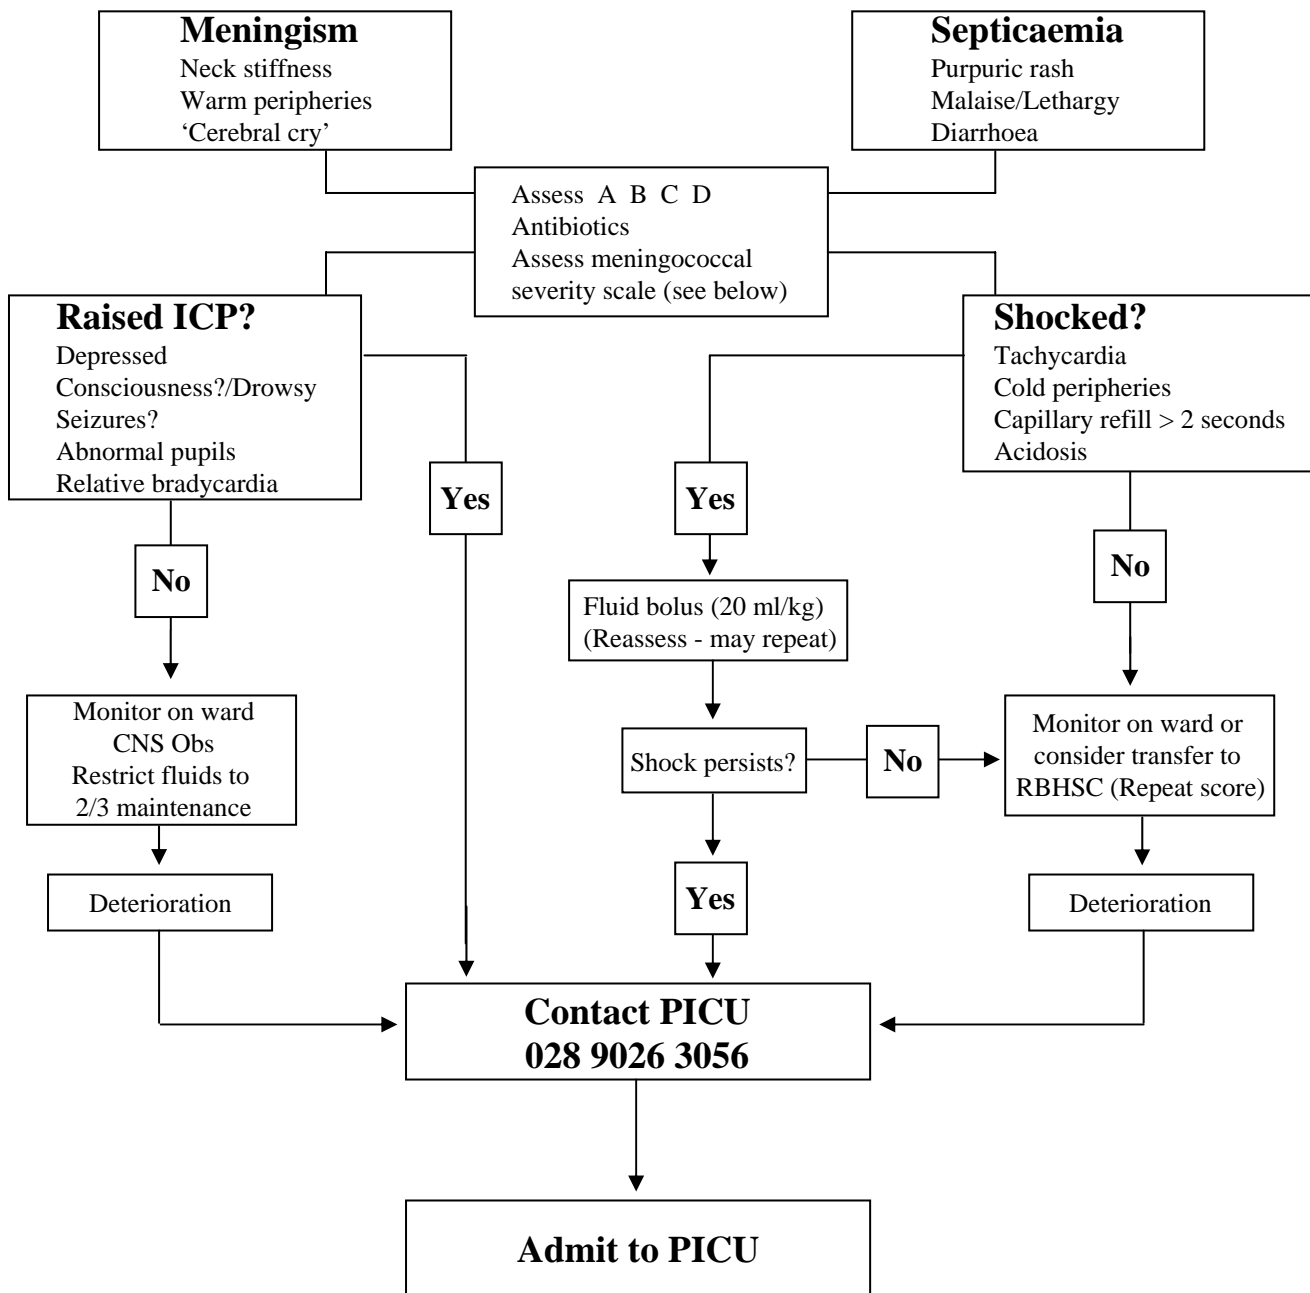 Meningism
Neck stiffness
Warm peripheries
‘Cerebral cry’
Septicaemia
Purpuric rash
Malaise/Lethargy
Diarrhoea
Assess A B C D
Antibiotics
Assess meningococcal
severity scale (see below)
Raised ICP?
Depressed
Consciousness?/Drowsy
Seizures?
Abnormal pupils
Relative bradycardia
Shocked?
Tachycardia
Cold peripheries
Capillary refill > 2 seconds
Acidosis
Yes
Yes
No
No
Fluid bolus (20 ml/kg)
(Reassess - may repeat)
Monitor on ward
CNS Obs
Restrict fluids to
2/3 maintenance
Shock persists?
No
Monitor on ward or
consider transfer to
RBHSC (Repeat score)
Deterioration
Yes
Deterioration
Contact PICU
028 9026 3056
Admit to PICU